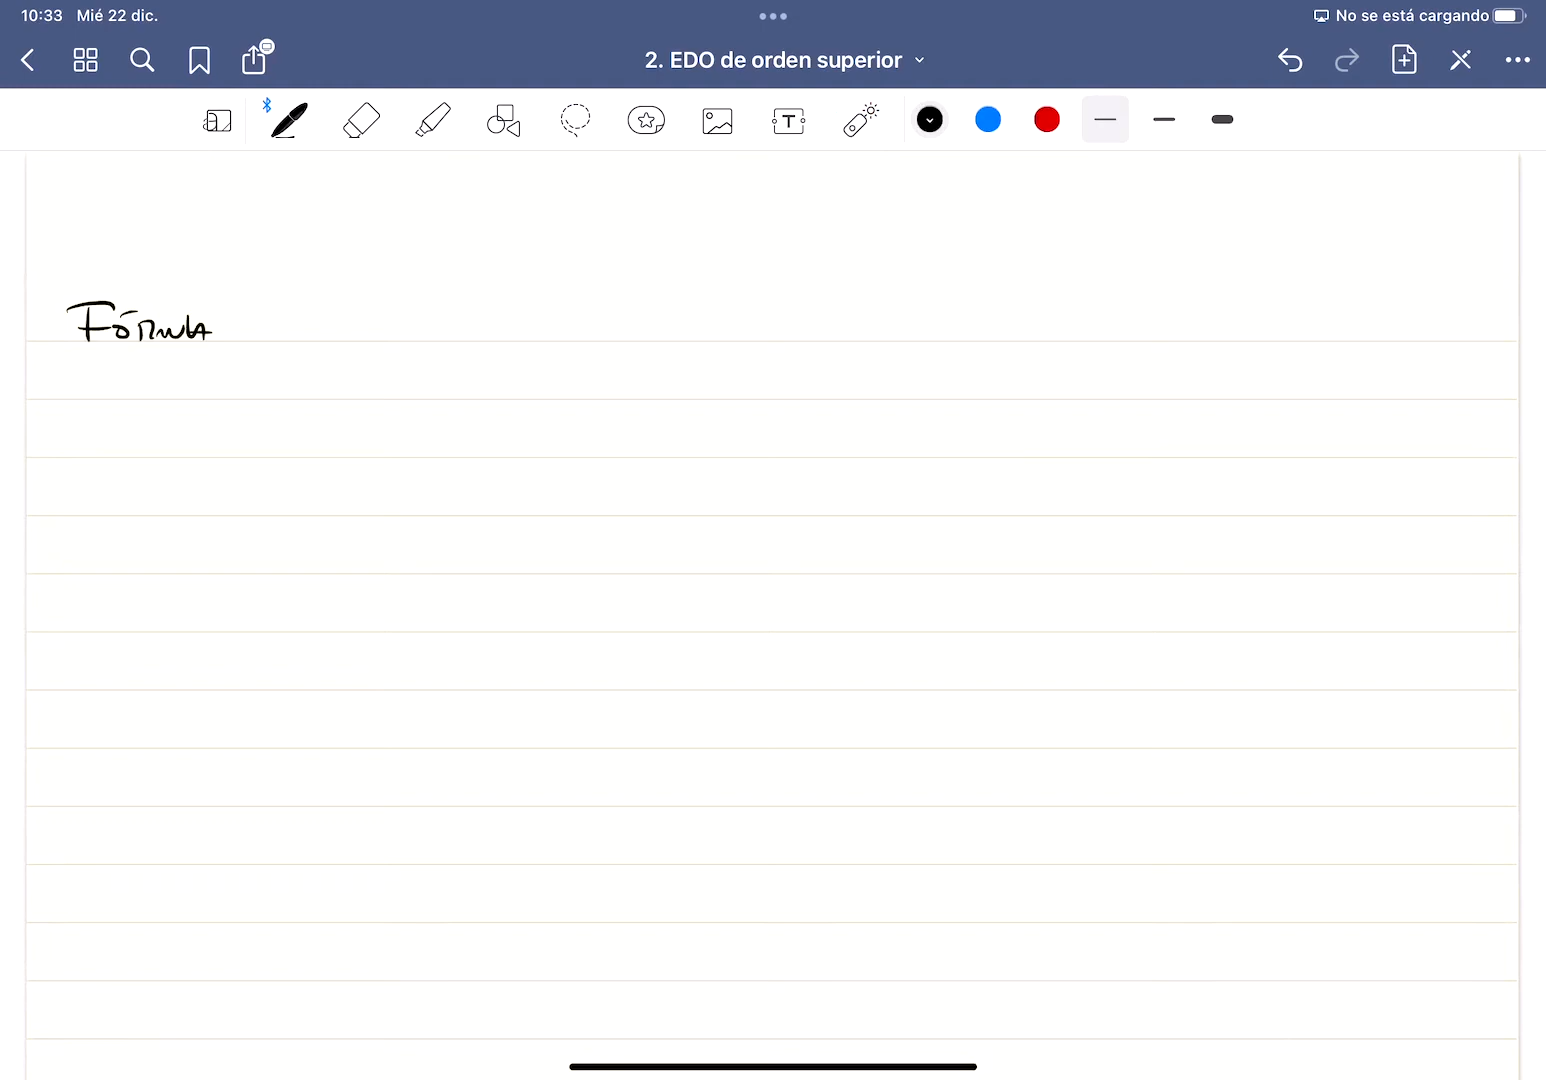 10:33 Mié 22 dic. No se está cargando
2. EDO de orden superior
T
Fórmula